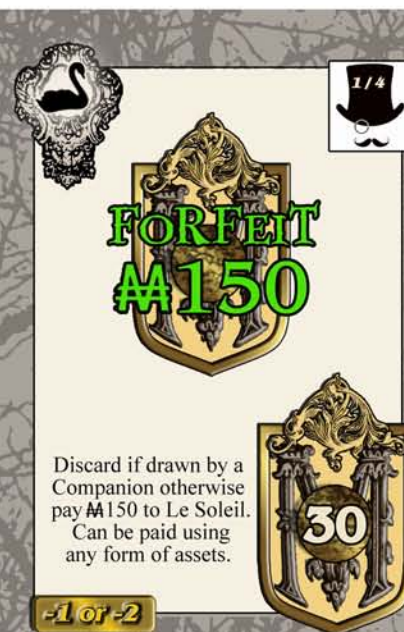 1/4
FORFEIT
₳150
Discard if drawn by a
Companion otherwise
pay ₳150 to Le Soleil.
Can be paid using
any form of assets.
30
-1 or -2